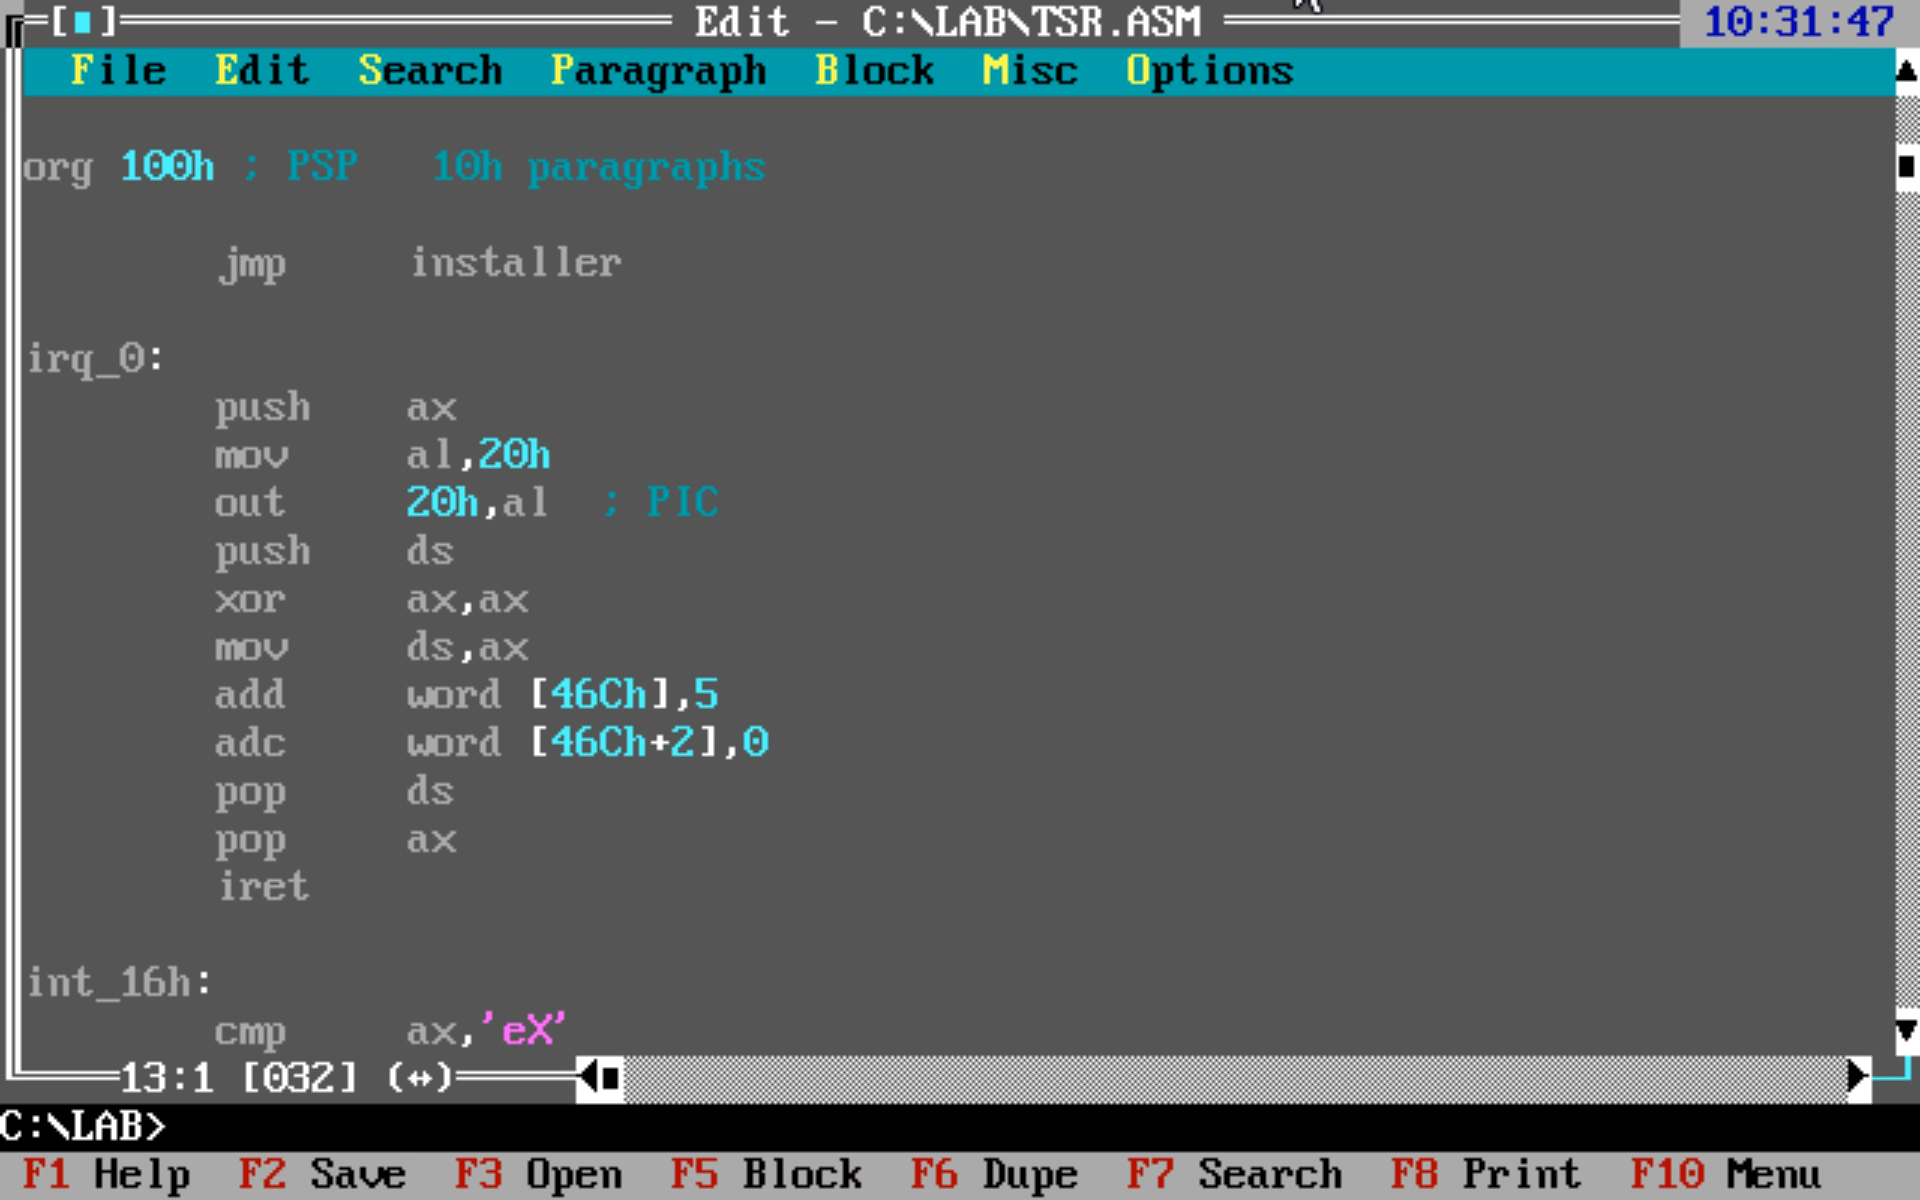 [■] Edit - C:\LAB\TSR.ASM 10:31:47
File Edit Search Paragraph Block Misc Options
org 100h ; PSP   10h paragraphs
jmp     installer
irq_0:
push    ax
mov     al,20h
out     20h,al  ; PIC
push    ds
xor     ax,ax
mov     ds,ax
add     word [46Ch],5
adc     word [46Ch+2],0
pop     ds
pop     ax
iret
int_16h:
cmp     ax,'eX'
13:1 [032] (↔)
C:\LAB>
F1 Help F2 Save F3 Open F5 Block F6 Dupe F7 Search F8 Print F10 Menu